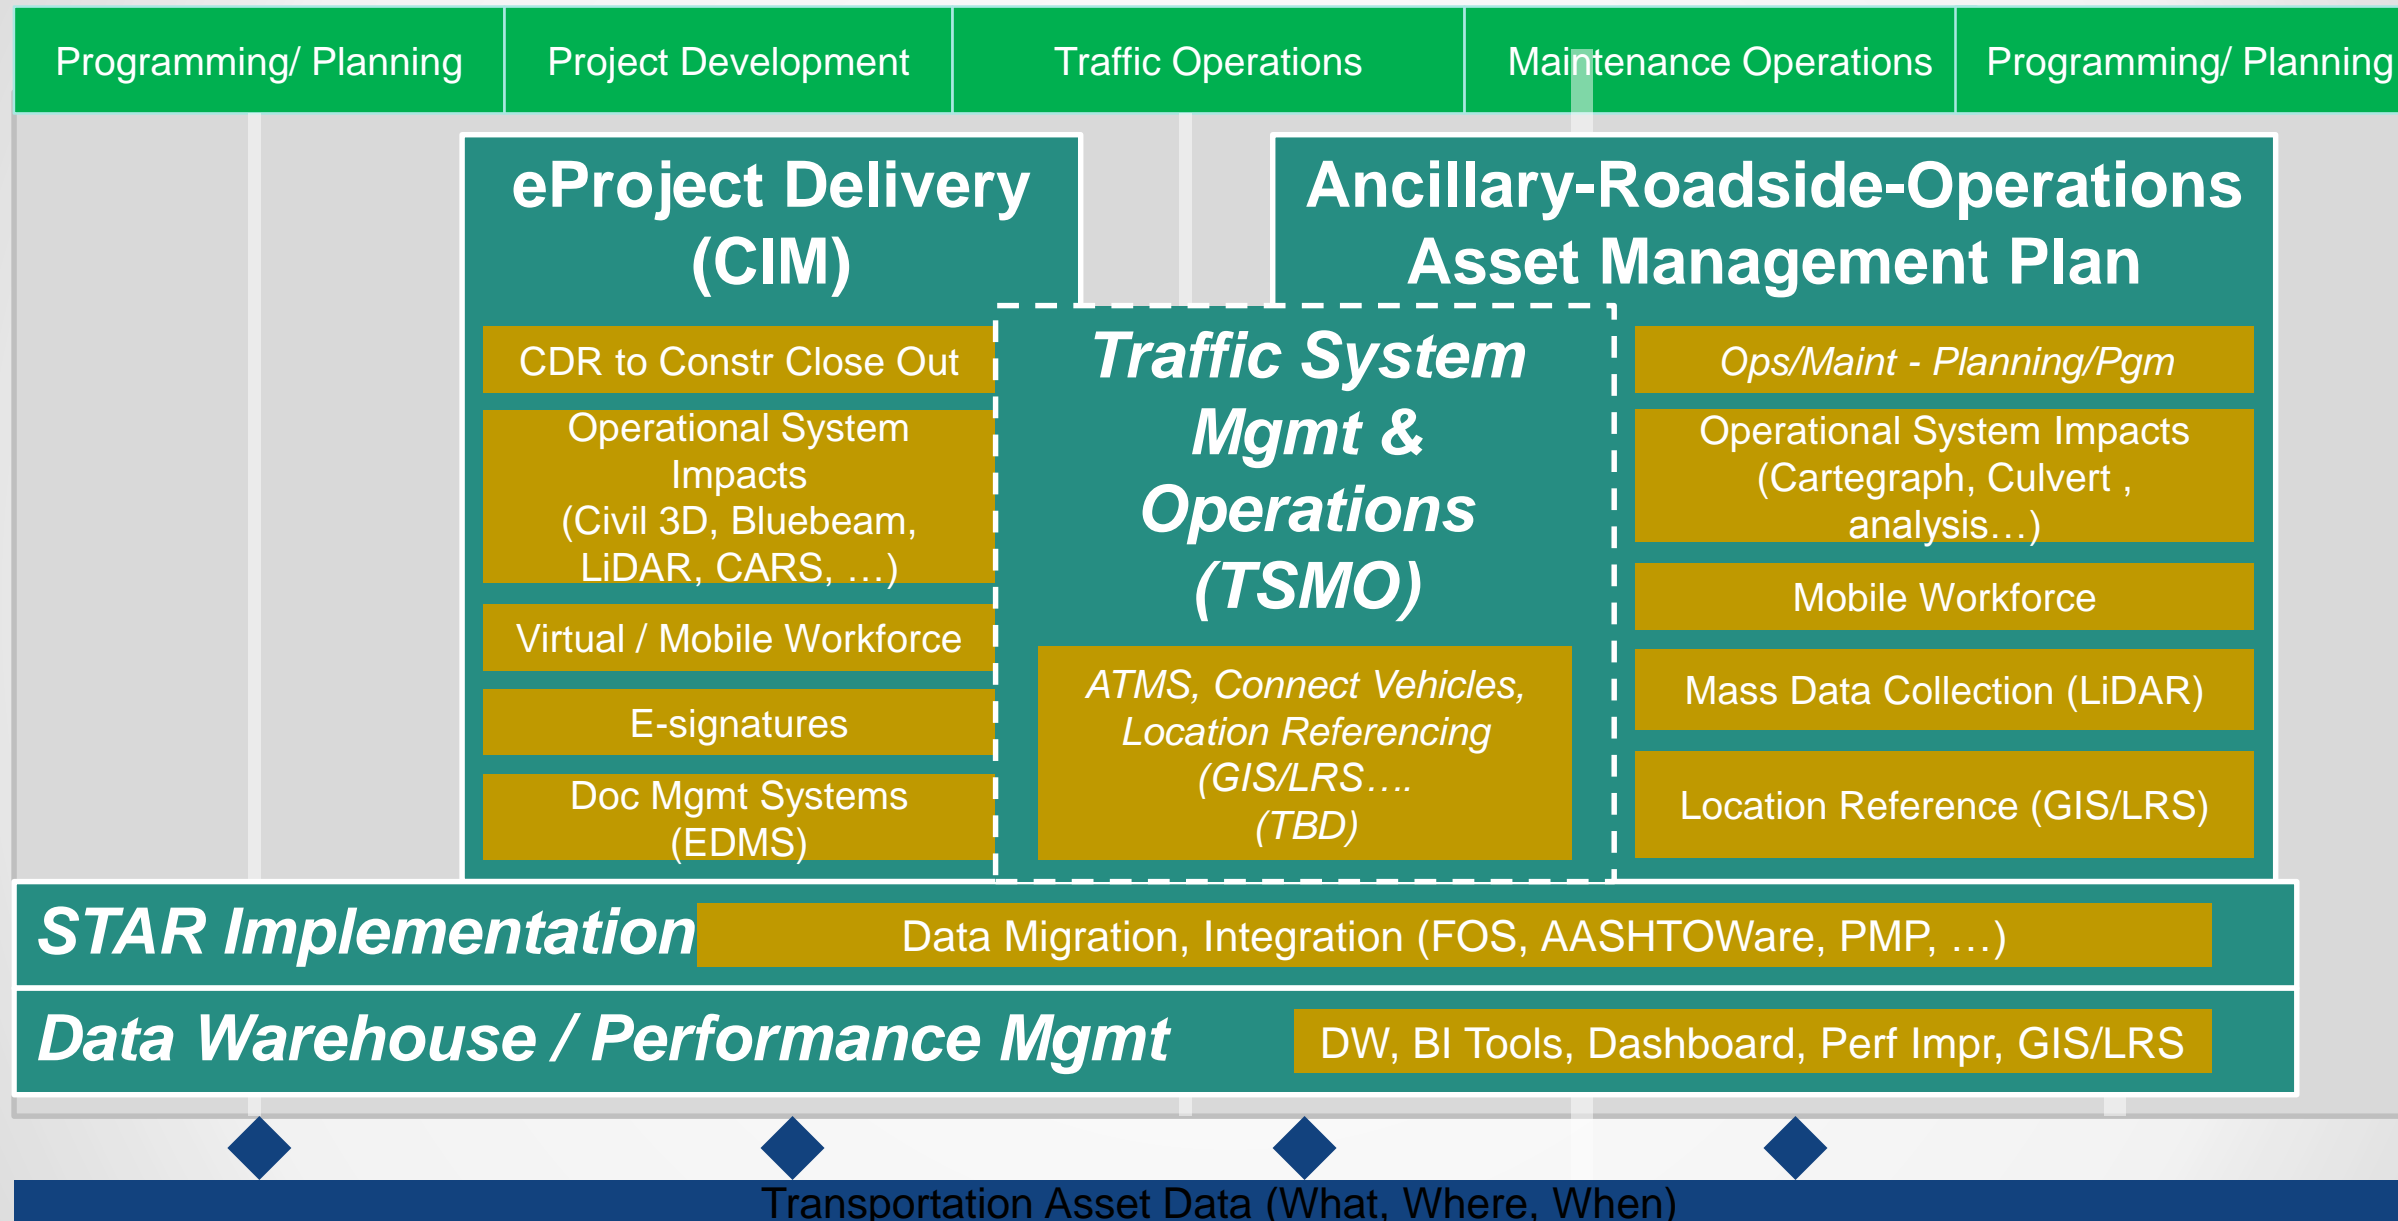 Programming/ Planning
Project Development
Traffic Operations
Maintenance Operations
Programming/ Planning
eProject Delivery
(CIM)
CDR to Constr Close Out
Operational System
Impacts
(Civil 3D, Bluebeam,
LiDAR, CARS, …)
Virtual / Mobile Workforce
E-signatures
Doc Mgmt Systems
(EDMS)
Traffic System
Mgmt &
Operations
(TSMO)
ATMS, Connect Vehicles,
Location Referencing
(GIS/LRS….
(TBD)
Ancillary-Roadside-Operations
Asset Management Plan
Ops/Maint - Planning/Pgm
Operational System Impacts
(Cartegraph, Culvert ,
analysis…)
Mobile Workforce
Mass Data Collection (LiDAR)
Location Reference (GIS/LRS)
STAR Implementation
Data Migration, Integration (FOS, AASHTOWare, PMP, …)
Data Warehouse / Performance Mgmt
DW, BI Tools, Dashboard, Perf Impr, GIS/LRS
Transportation Asset Data (What, Where, When)